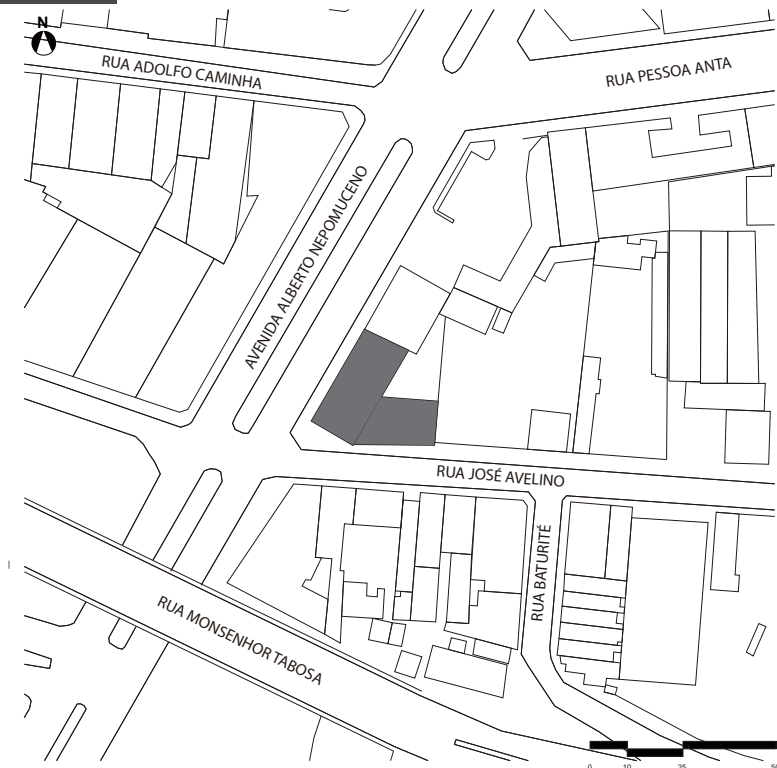 N
RUA ADOLFO CAMINHA
RUA PESSOA ANTA
AVENIDA ALBERTO NEPOMUCENO
RUA JOSÉ AVELINO
RUA BATURITÉ
RUA MONSENHOR TABOSA
0 10 25 50